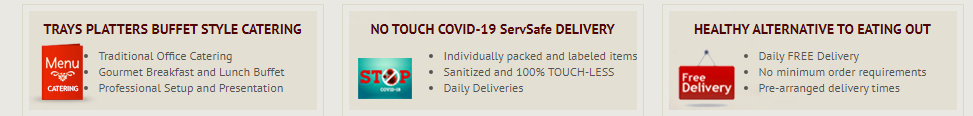 TRAYS PLATTERS BUFFET STYLE CATERING
Menu
CATERING
Traditional Office Catering
Gourmet Breakfast and Lunch Buffet
Professional Setup and Presentation
NO TOUCH COVID-19 ServSafe DELIVERY
STOP
COVID-19
Individually packed and labeled items
Sanitized and 100% TOUCH-LESS
Daily Deliveries
HEALTHY ALTERNATIVE TO EATING OUT
Free
Delivery
Daily FREE Delivery
No minimum order requirements
Pre-arranged delivery times